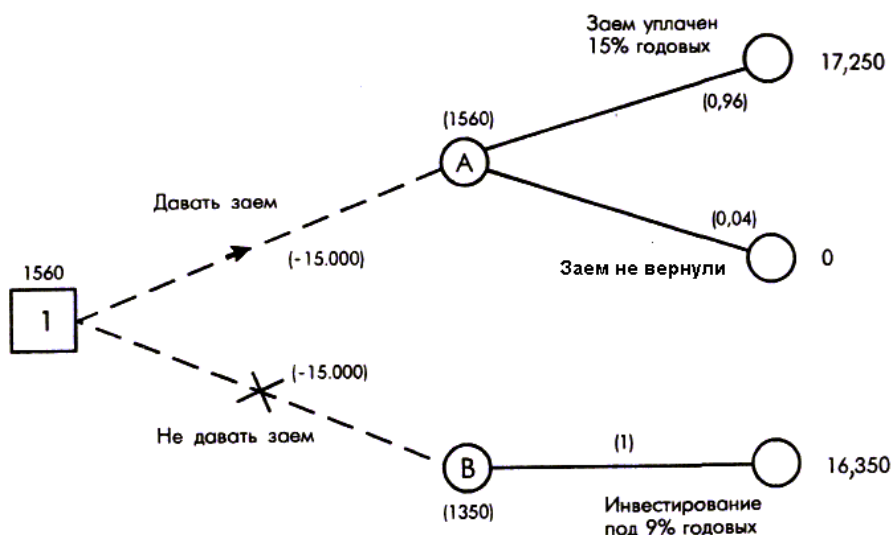 Заем уплачен
15% годовых
17,250
(0,96)
(1560)
A
Давать заем
(-15.000)
(0,04)
Заем не вернули
0
1560
1
(-15.000)
Не давать заем
B
(1350)
(1)
16,350
Инвестирование
под 9% годовых